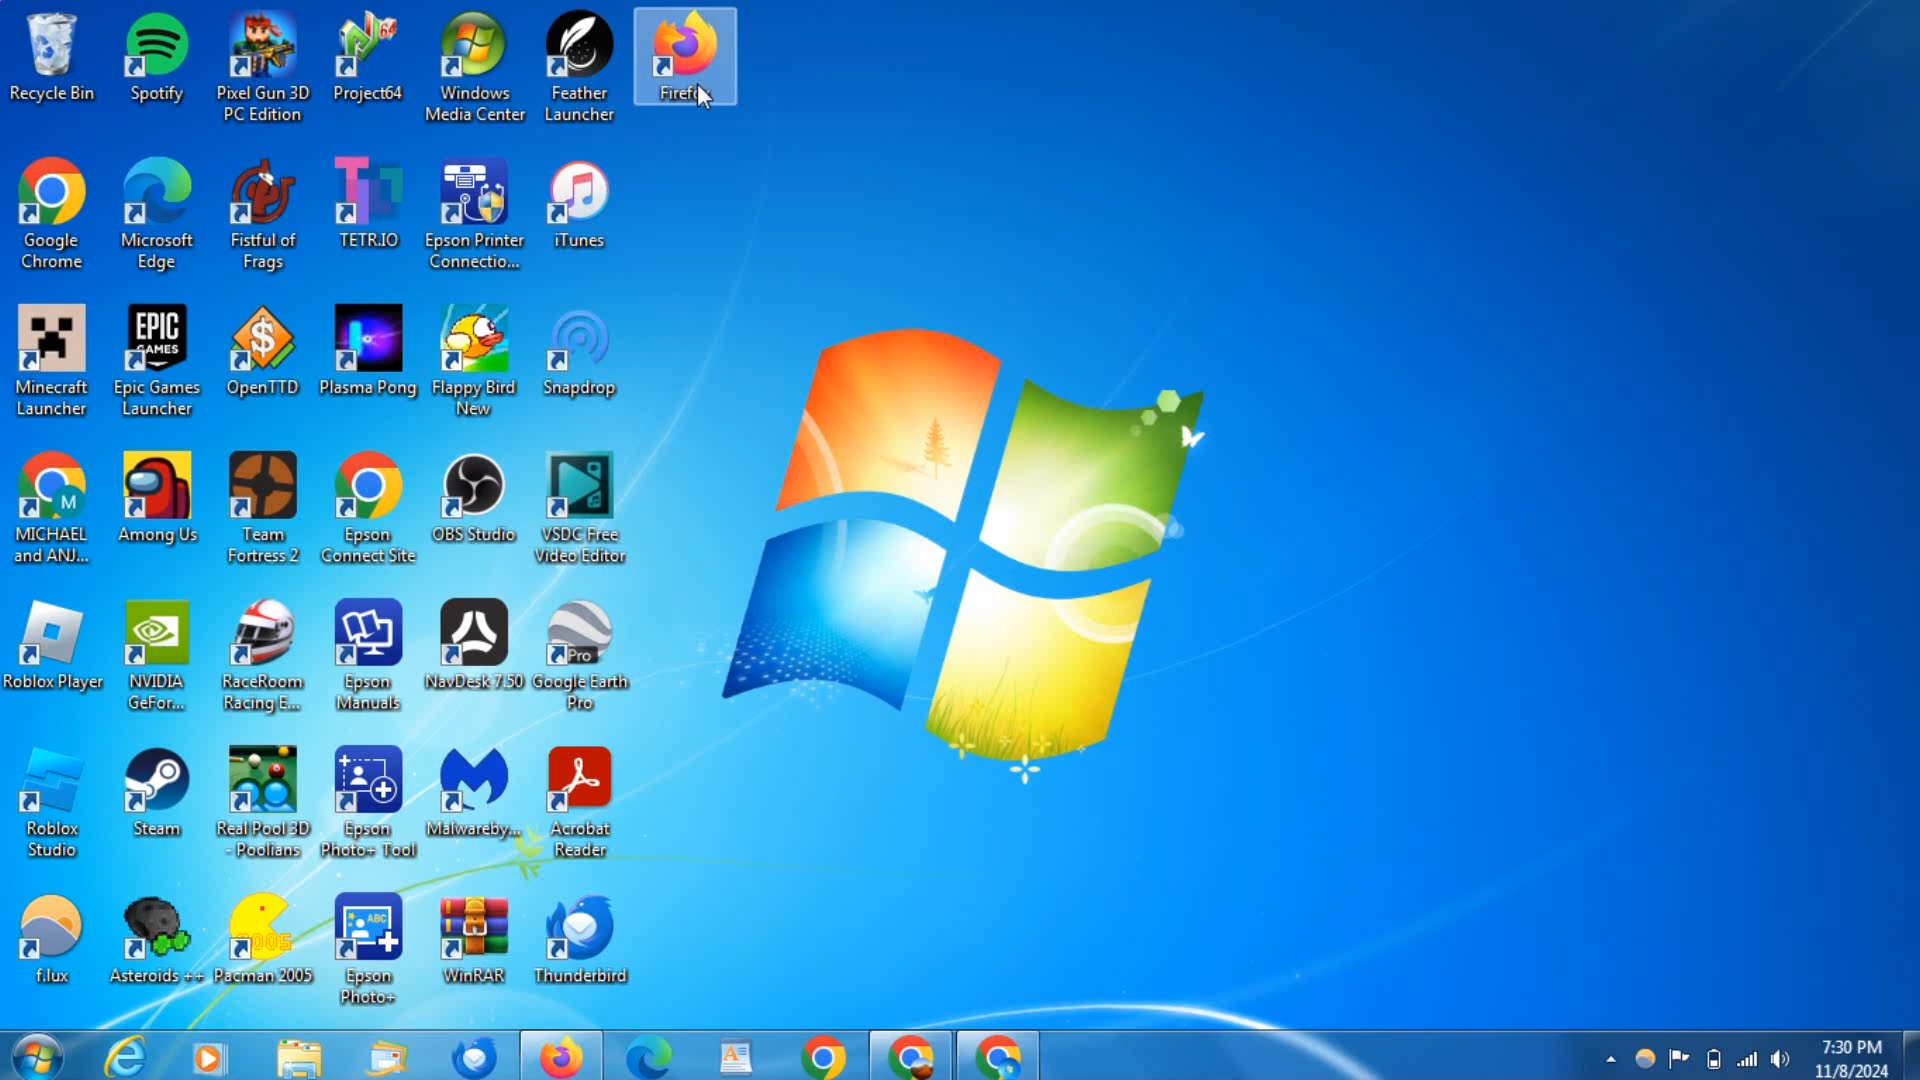 Recycle Bin
Spotify
Pixel Gun 3D
PC Edition
Project64
Windows
Media Center
Feather
Launcher
Google
Chrome
Microsoft
Edge
Fistful of
Frags
TETR.IO
Epson Printer
Connectio...
iTunes
Minecraft
Launcher
EPIC
GAMES
Epic Games
Launcher
OpenTTD
Plasma Pong
Flappy Bird
New
Snapdrop
M
MICHAEL
and ANJ...
Among Us
Team
Fortress 2
Epson
Connect Site
OBS Studio
VSDC Free
Video Editor
Roblox Player
NVIDIA
GeFor...
RaceRoom
Racing E...
Epson
Manuals
NavDesk 7.50
Pro
Google Earth
Pro
Roblox
Studio
Steam
Real Pool 3D
- Poolians
Epson
Photo+ Tool
Malwareby...
Acrobat
Reader
f.lux
Asteroids ++
2005
Pacman 2005
ABC
Epson
Photo+
WinRAR
Thunderbird
7:30 PM
11/8/2024